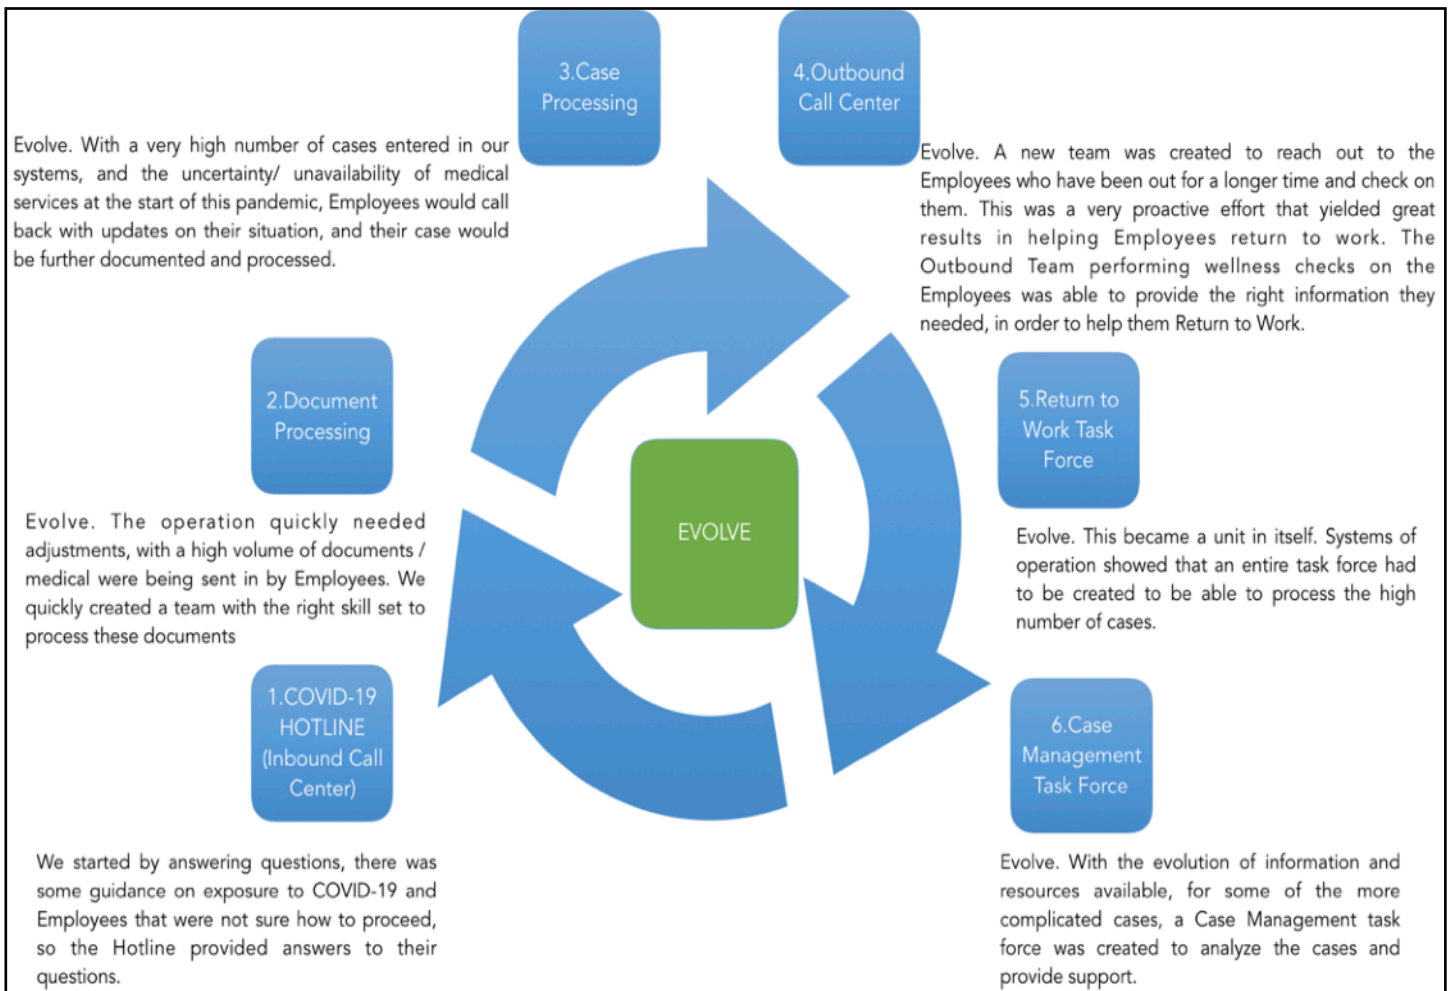 3.Case
Processing
4.Outbound
Call Center
Evolve. With a very high number of cases entered in our
systems, and the uncertainty/ unavailability of medical
services at the start of this pandemic, Employees would call
back with updates on their situation, and their case would
be further documented and processed.
Evolve. A new team was created to reach out to the
Employees who have been out for a longer time and check on
them. This was a very proactive effort that yielded great
results in helping Employees return to work. The
Outbound Team performing wellness checks on the
Employees was able to provide the right information they
needed, in order to help them Return to Work.
2.Document
Processing
5.Return to
Work Task
Force
EVOLVE
Evolve. The operation quickly needed
adjustments, with a high volume of documents /
medical were being sent in by Employees. We
quickly created a team with the right skill set to
process these documents
Evolve. This became a unit in itself. Systems of
operation showed that an entire task force had
to be created to be able to process the high
number of cases.
1.COVID-19
HOTLINE
(Inbound Call
Center)
6.Case
Management
Task Force
We started by answering questions, there was
some guidance on exposure to COVID-19 and
Employees that were not sure how to proceed,
so the Hotline provided answers to their
questions.
Evolve. With the evolution of information and
resources available, for some of the more
complicated cases, a Case Management task
force was created to analyze the cases and
provide support.